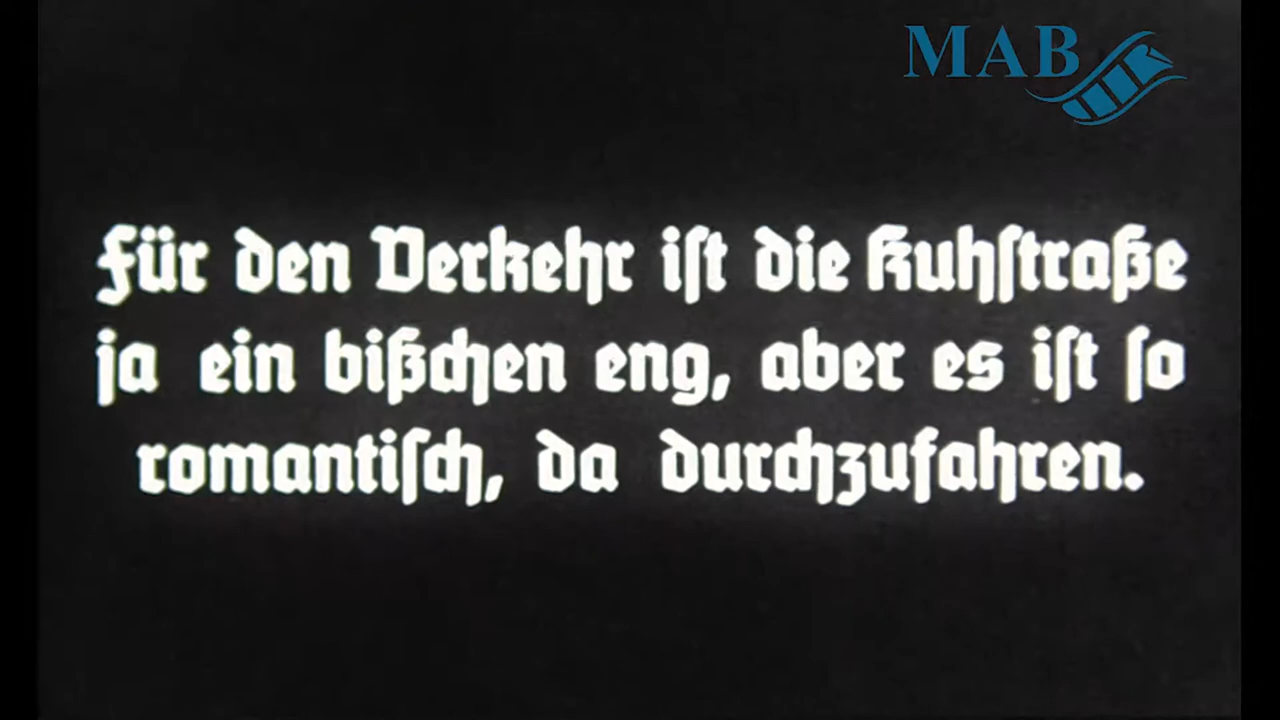 MAB
Für den Verkehr iſt die Kuhſtraße
ja ein bißchen eng, aber es iſt ſo
romantiſch, da durchzufahren.